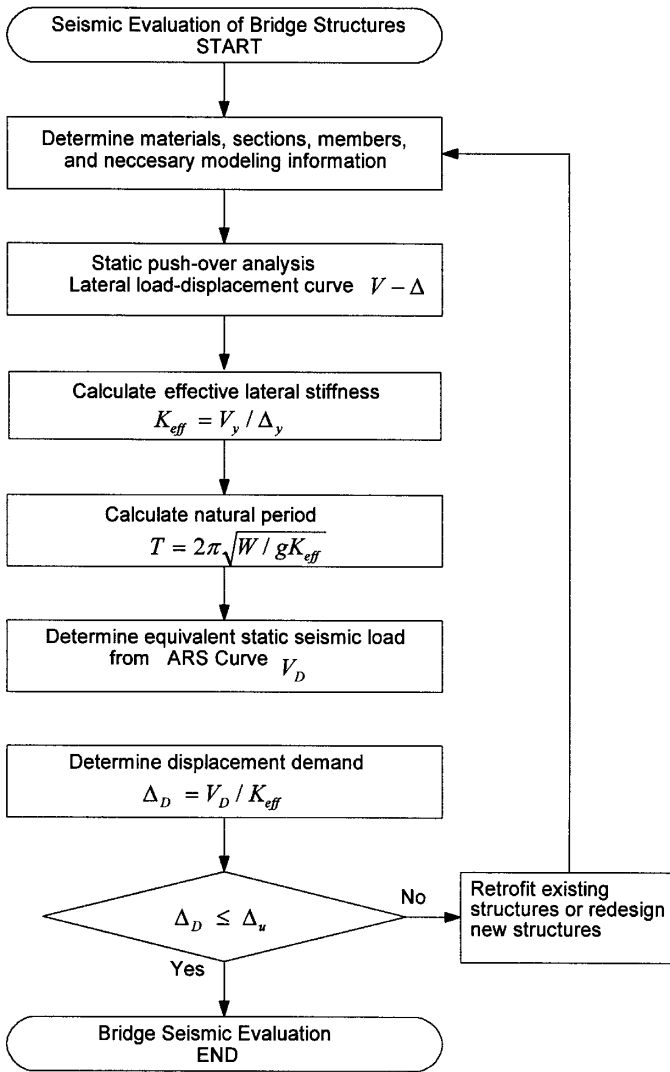 Seismic Evaluation of Bridge Structures
START
Determine materials, sections, members,
and neccesary modeling information
Static push-over analysis
Lateral load-displacement curve V − Δ
Calculate effective lateral stiffness
K_eff = V_y / Δ_y
Calculate natural period
T = 2π√(W / gK_eff)
Determine equivalent static seismic load
from ARS Curve V_D
Determine displacement demand
Δ_D = V_D / K_eff
Δ_D ≤ Δ_u
No
Retrofit existing
structures or redesign
new structures
Yes
Bridge Seismic Evaluation
END